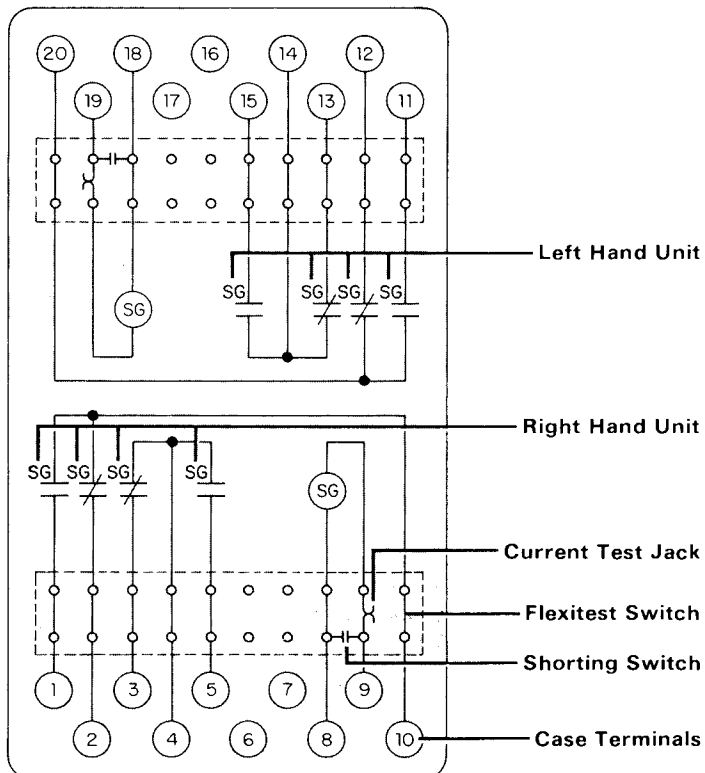 20 18 16 14 12
19 17 15 13 11
Left Hand Unit
SG SG SG SG
SG
Right Hand Unit
SG SG SG SG
SG
Current Test Jack
Flexitest Switch
Shorting Switch
1 3 5 7 9
2 4 6 8 10
Case Terminals